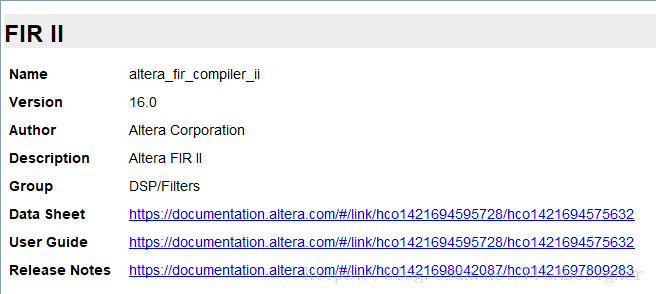 FIR II
Name altera_fir_compiler_ii
Version 16.0
Author Altera Corporation
Description Altera FIR II
Group DSP/Filters
Data Sheet https://documentation.altera.com/#/link/hco1421694595728/hco1421694575632
User Guide https://documentation.altera.com/#/link/hco1421694595728/hco1421694575632
Release Notes https://documentation.altera.com/#/link/hco1421698042087/hco1421697809283